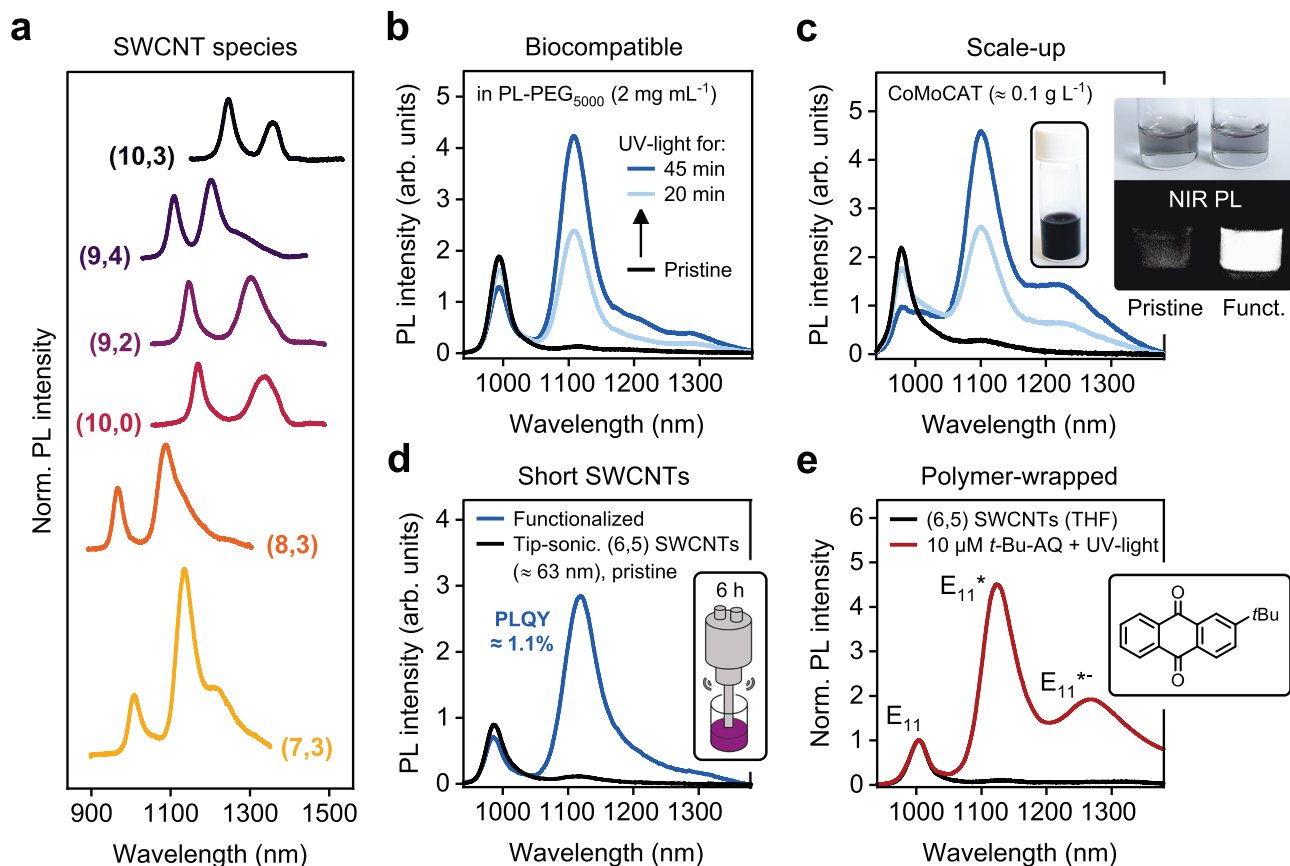 a
SWCNT species
(10,3)
(9,4)
(9,2)
(10,0)
(8,3)
(7,3)
Norm. PL intensity
900 1100 1300 1500
Wavelength (nm)
b
Biocompatible
in PL-PEG5000 (2 mg mL-1)
UV-light for:
45 min
20 min
Pristine
PL intensity (arb. units)
5
4
3
2
1
0
1000 1100 1200 1300
Wavelength (nm)
c
Scale-up
CoMoCAT (≈ 0.1 g L-1)
NIR PL
Pristine Funct.
PL intensity (arb. units)
5
4
3
2
1
0
1000 1100 1200 1300
Wavelength (nm)
d
Short SWCNTs
Functionalized
Tip-sonic. (6,5) SWCNTs
(≈ 63 nm), pristine
PLQY
≈ 1.1%
6 h
PL intensity (arb. units)
4
3
2
1
0
1000 1100 1200 1300
Wavelength (nm)
e
Polymer-wrapped
(6,5) SWCNTs (THF)
10 µM t-Bu-AQ + UV-light
E11
E11*
E11*-
O
O
tBu
Norm. PL intensity
6
5
4
3
2
1
0
1000 1100 1200 1300
Wavelength (nm)